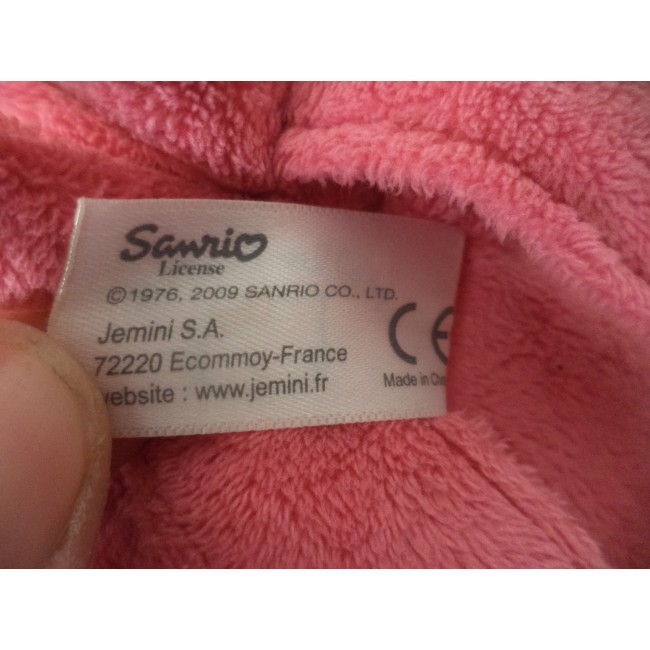 Sanrio
License
©1976, 2009 SANRIO CO., LTD.
Jemini S.A.
72220 Ecommoy-France
website : www.jemini.fr
CE
Made in